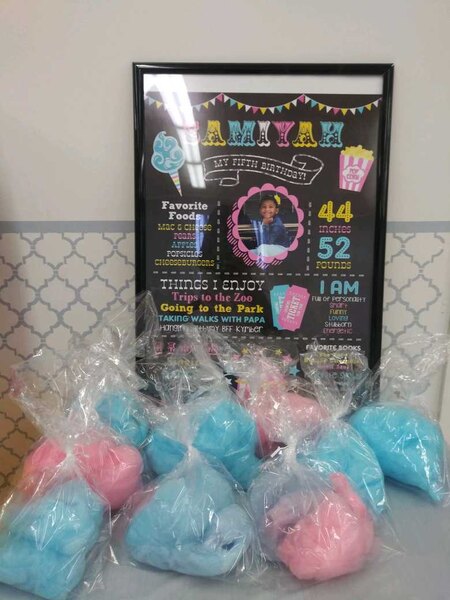 SAMIYAH
MY FIFTH BIRTHDAY!
POP CORN
Favorite
Foods
MAC & CHEESE
PEARS
APPLES
POPSICLES
CHEESEBURGERS
44
INCHES
52
POUNDS
THINGS I ENJOY
Trips to the Zoo
Going to the Park
TAKING WALKS WITH PAPA
TICKET
I AM
Full of Personality
Smart
Funny
Loving
Stubborn
Energetic
FAVORITE BOOKS